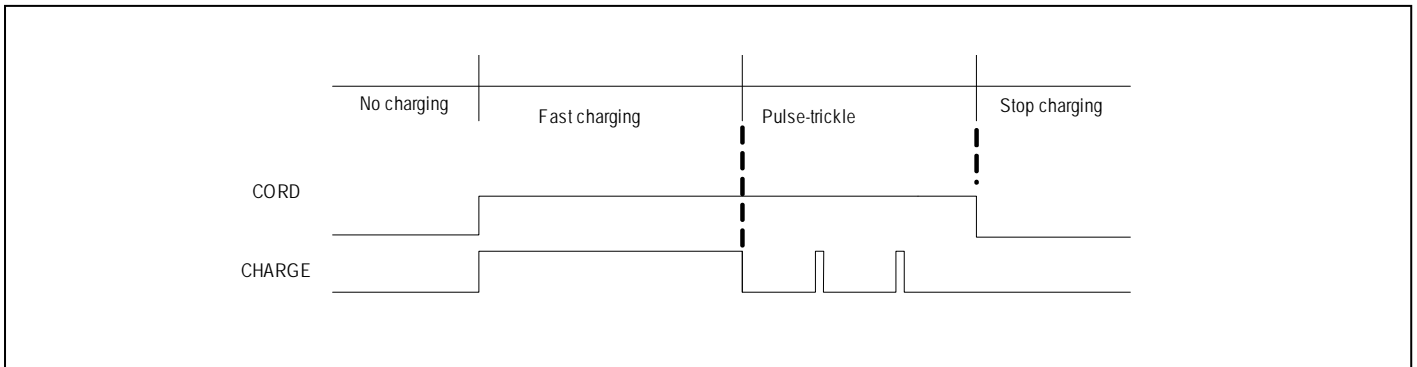 No charging
Fast charging
Pulse-trickle
Stop charging
CORD
CHARGE